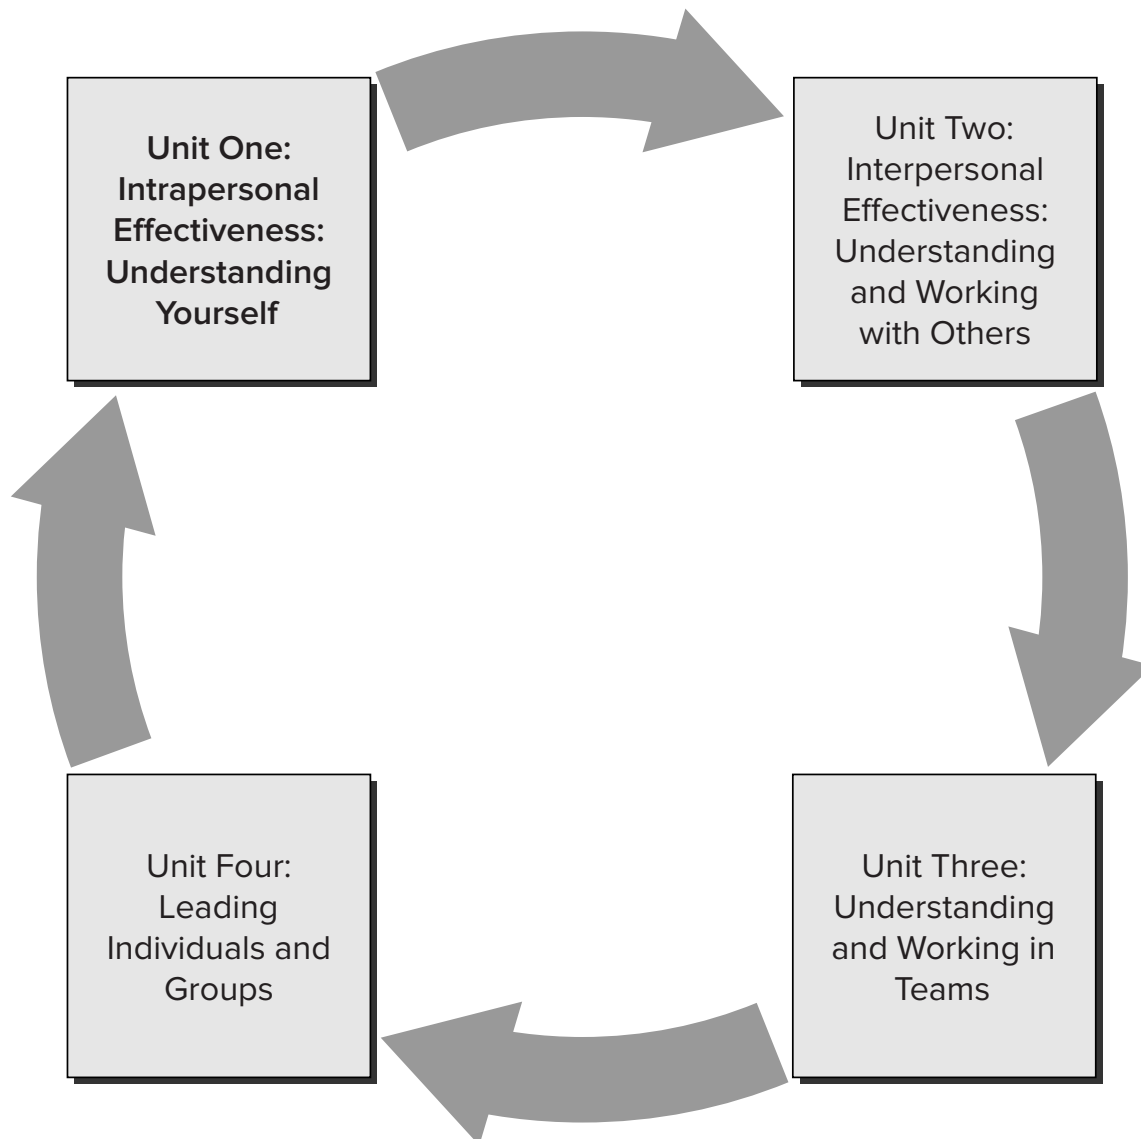 Unit One:
Intrapersonal
Effectiveness:
Understanding
Yourself
Unit Two:
Interpersonal
Effectiveness:
Understanding
and Working
with Others
Unit Three:
Understanding
and Working in
Teams
Unit Four:
Leading
Individuals and
Groups